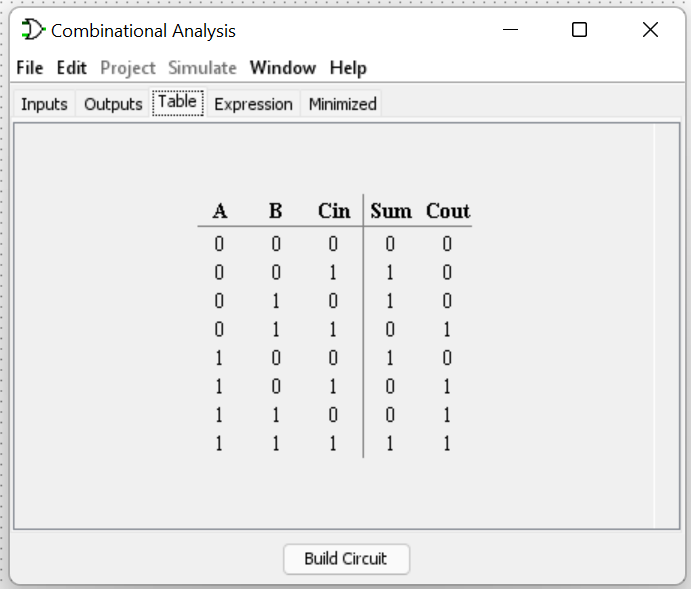 Combinational Analysis
File Edit Project Simulate Window Help
Inputs Outputs Table Expression Minimized
A B Cin Sum Cout
0 0 0 0 0
0 0 1 1 0
0 1 0 1 0
0 1 1 0 1
1 0 0 1 0
1 0 1 0 1
1 1 0 0 1
1 1 1 1 1
Build Circuit